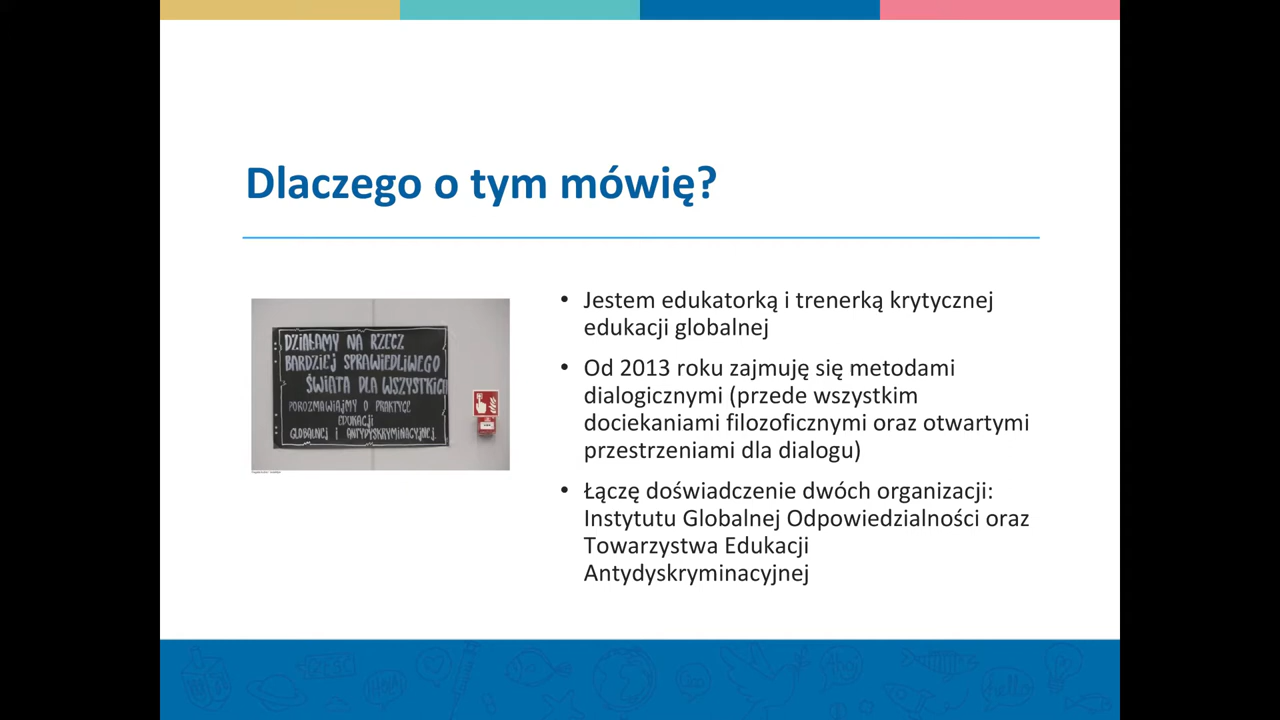 Dlaczego o tym mówię?
DZIAŁAMY NA RZECZ
BARDZIEJ SPRAWIEDLIWEGO
ŚWIATA DLA WSZYSTKICH
POROZMAWIAJMY O PRAKTYCE
EDUKACJI
GLOBALNEJ I ANTYDYSKRYMINACYJNEJ
• Jestem edukatorką i trenerką krytycznej
edukacji globalnej
• Od 2013 roku zajmuję się metodami
dialogicznymi (przede wszystkim
dociekaniami filozoficznymi oraz otwartymi
przestrzeniami dla dialogu)
• Łączę doświadczenie dwóch organizacji:
Instytutu Globalnej Odpowiedzialności oraz
Towarzystwa Edukacji
Antydyskryminacyjnej
hello